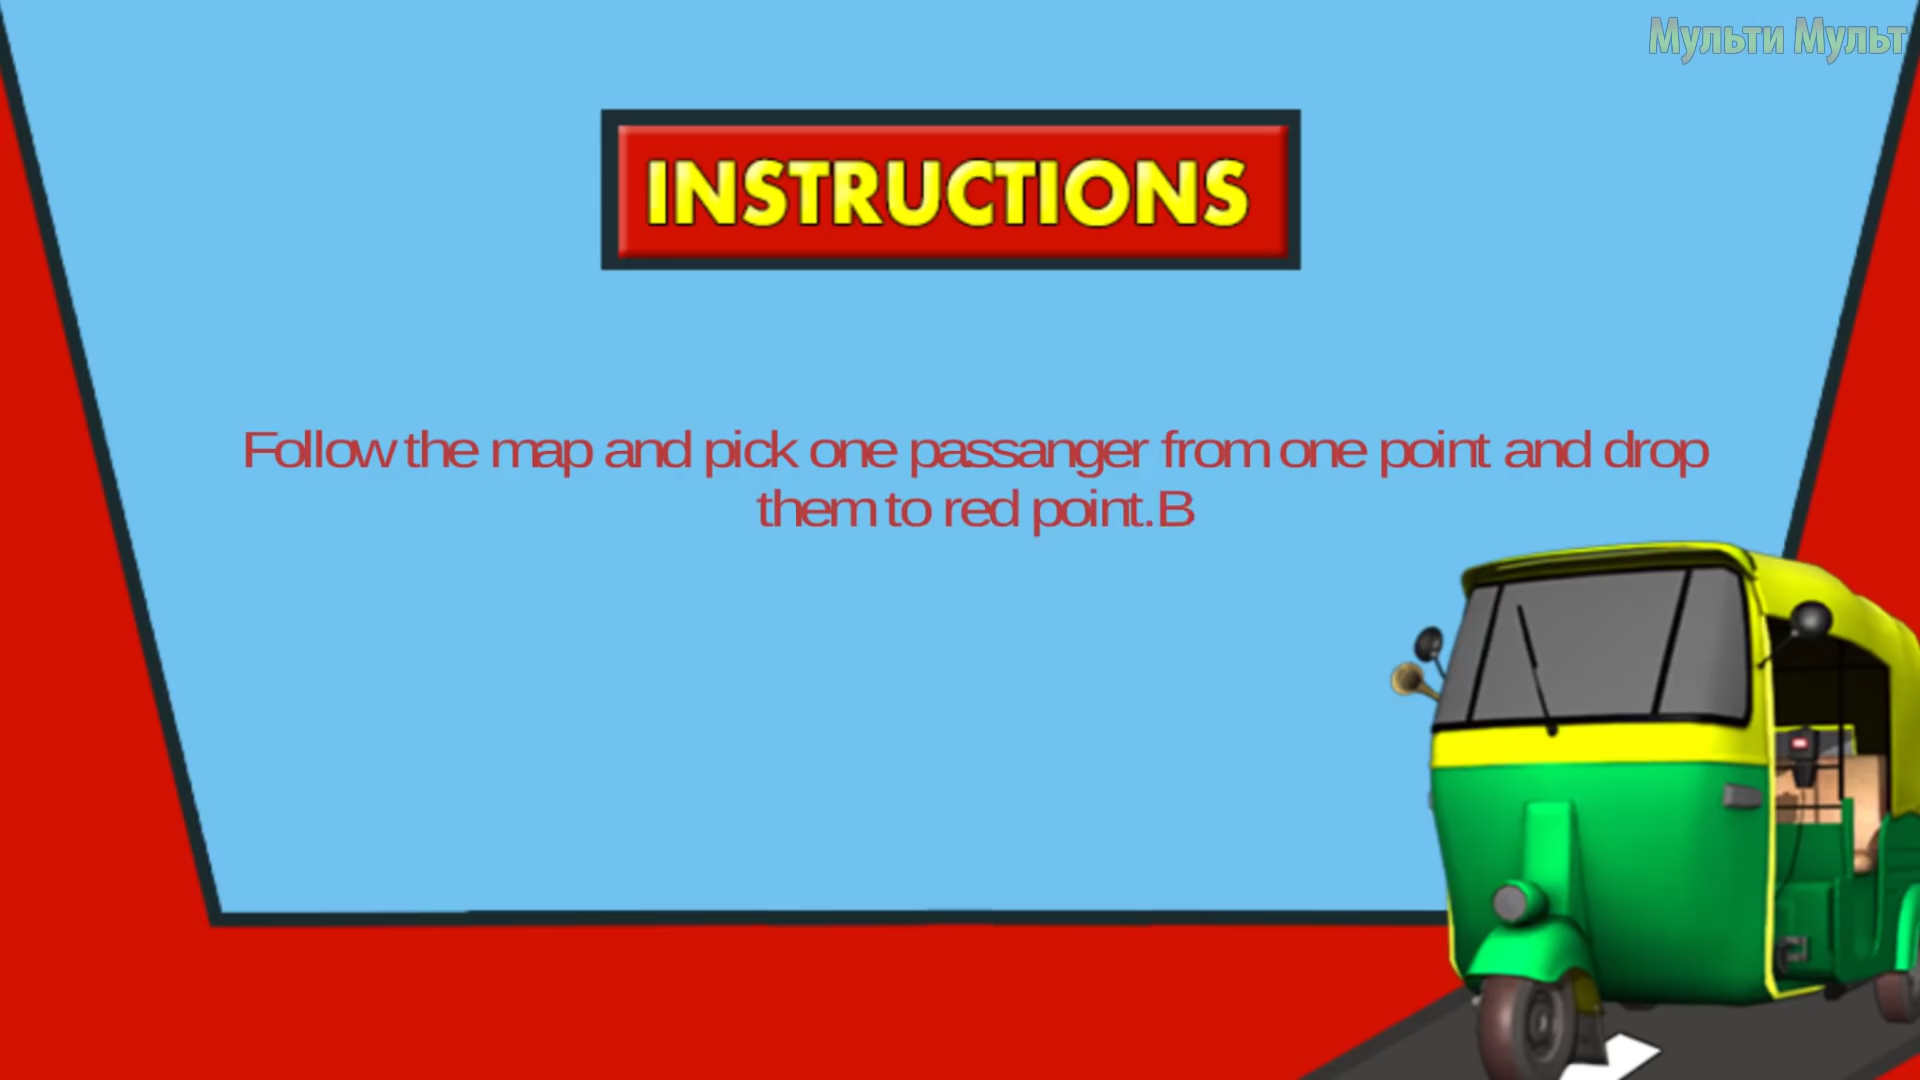 Мульти Мульт
INSTRUCTIONS
Follow the map and pick one passanger from one point and drop
them to red point.B